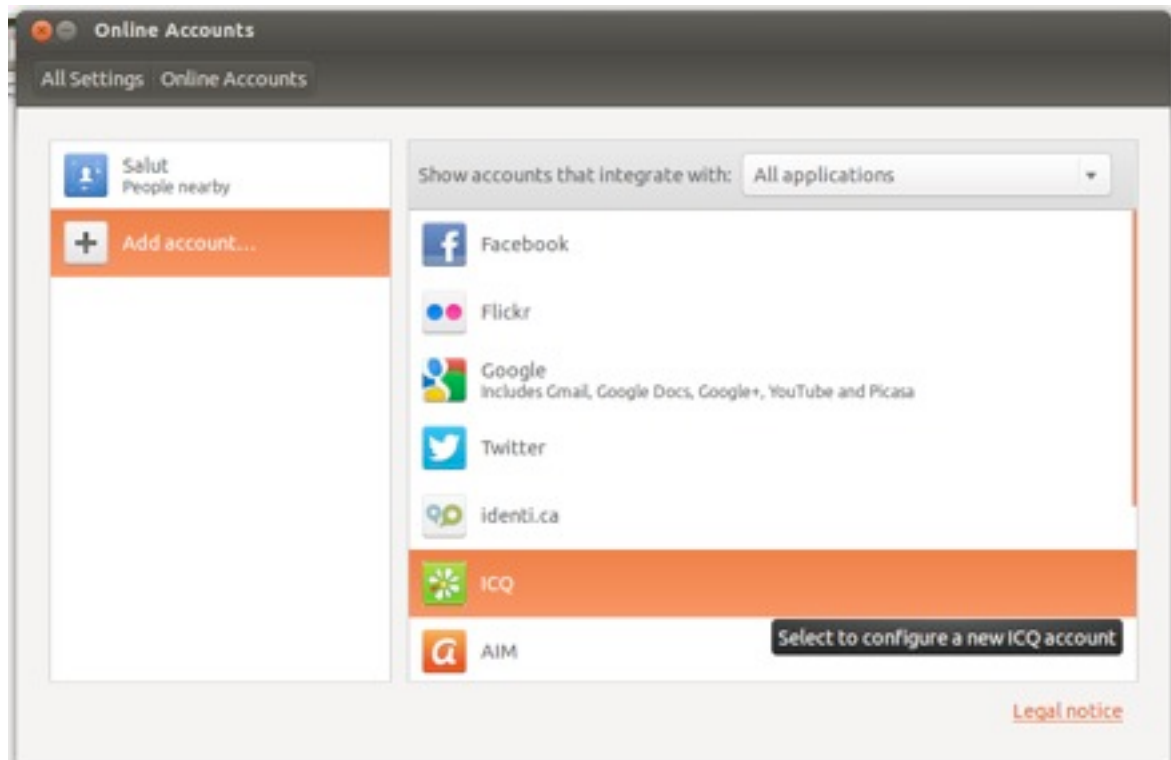 Online Accounts
All Settings Online Accounts
Salut
People nearby
Add account...
Show accounts that integrate with: All applications
Facebook
Flickr
Google
Includes Gmail, Google Docs, Google+, YouTube and Picasa
Twitter
identi.ca
ICQ
Select to configure a new ICQ account
AIM
Legal notice